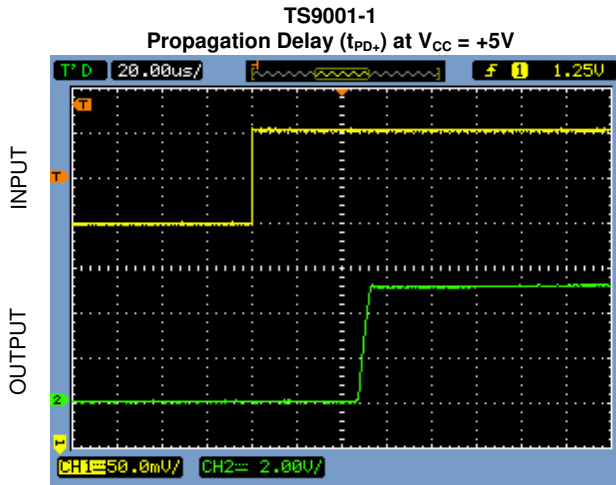 TS9001-1
Propagation Delay (tPD+) at VCC = +5V
T'D 20.00us/ 1 1.25V
T
INPUT
T
OUTPUT
2
CH1 50.0mV/ CH2 2.00V/